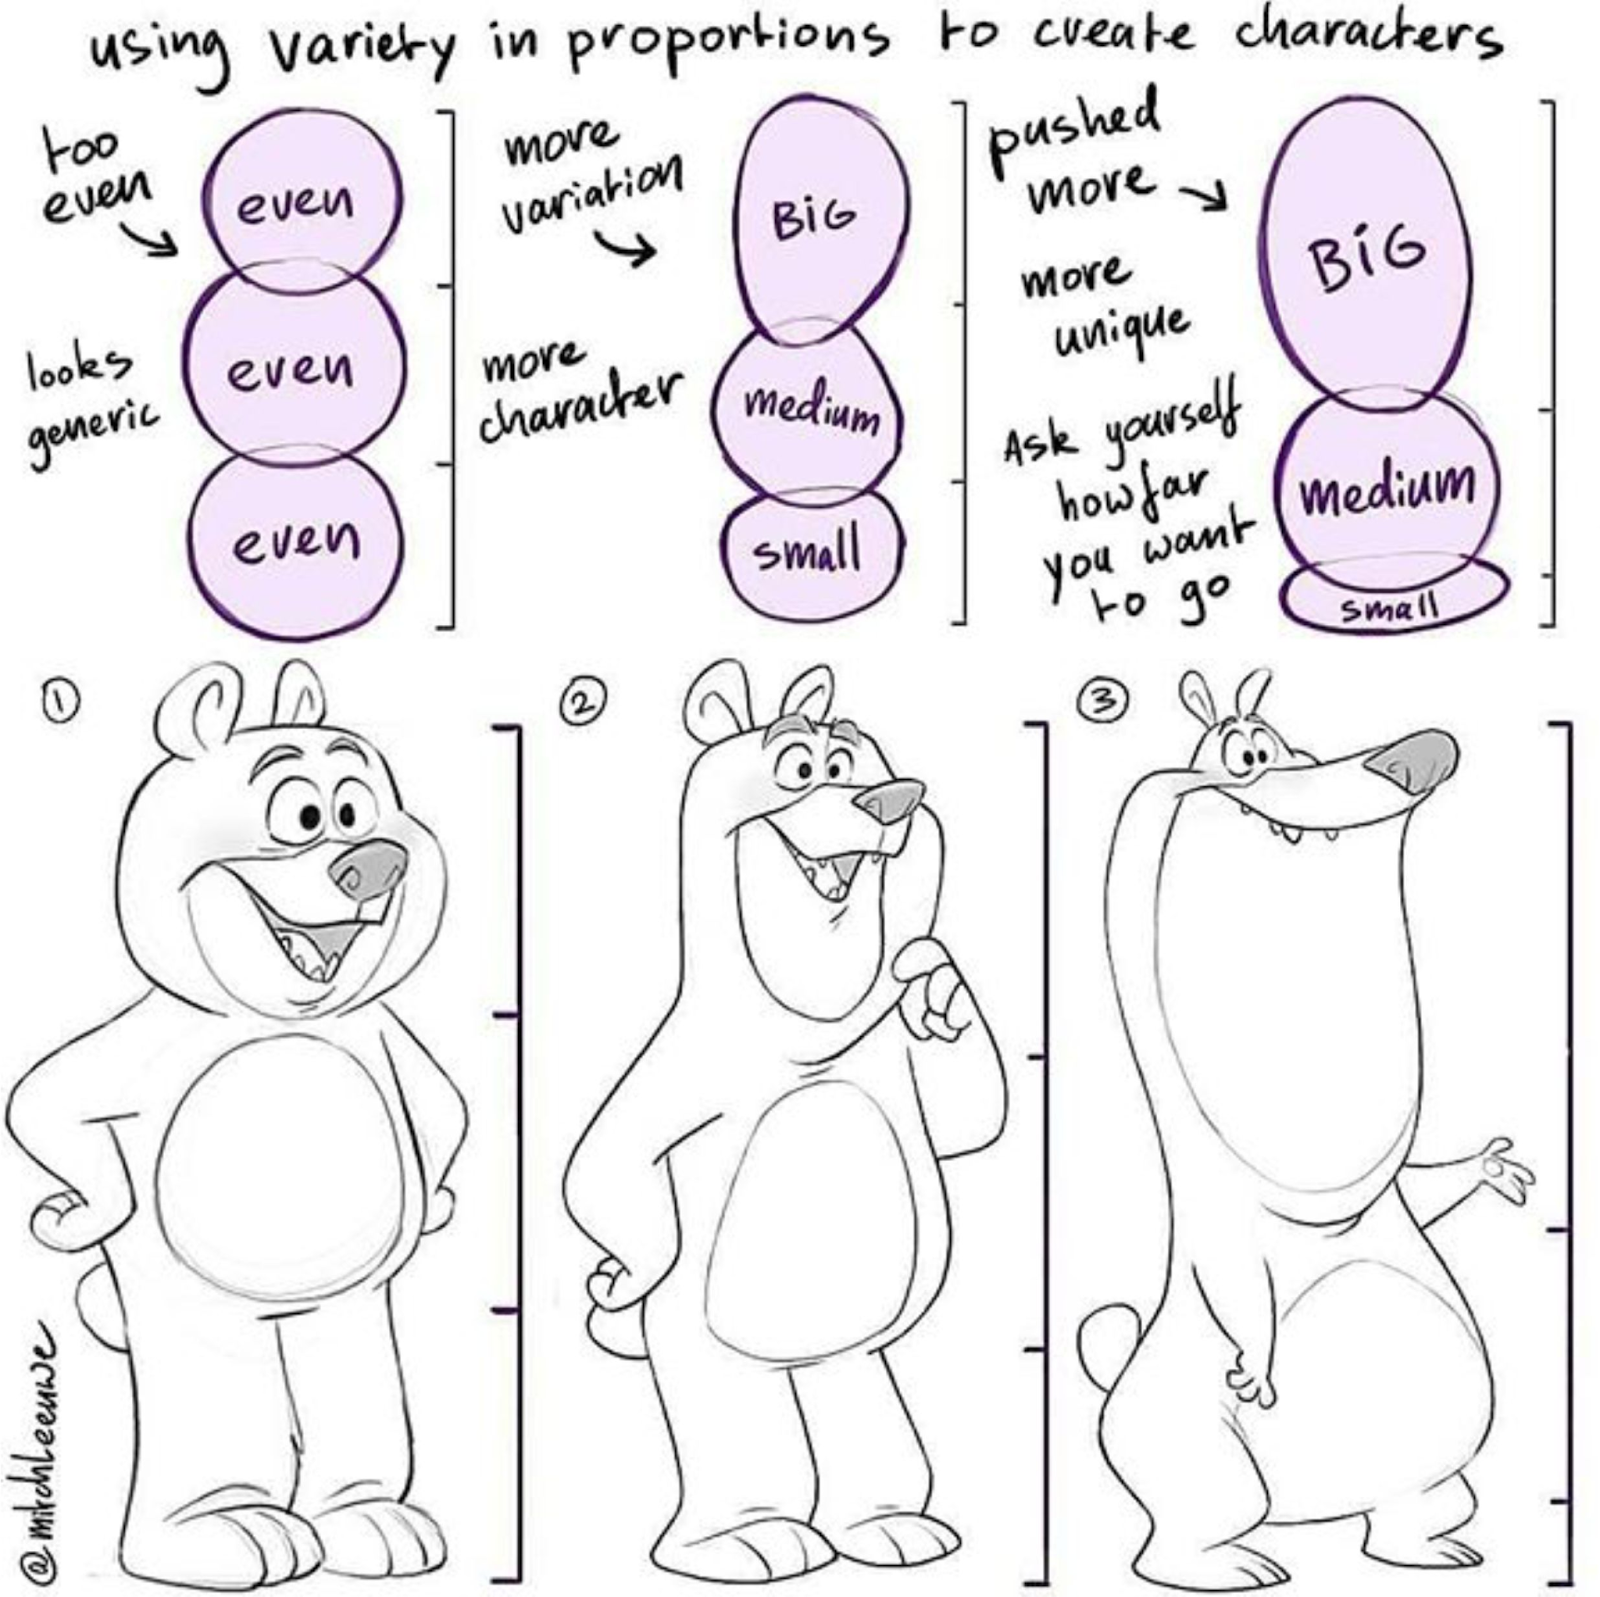 using variety in proportions to create characters
too
even
even
even
even
looks
generic
more
variation
more
character
BiG
medium
small
pushed
more
more
unique
Ask yourself
how far
you want
to go
BiG
medium
small
1
2
3
@mitchleeuwe